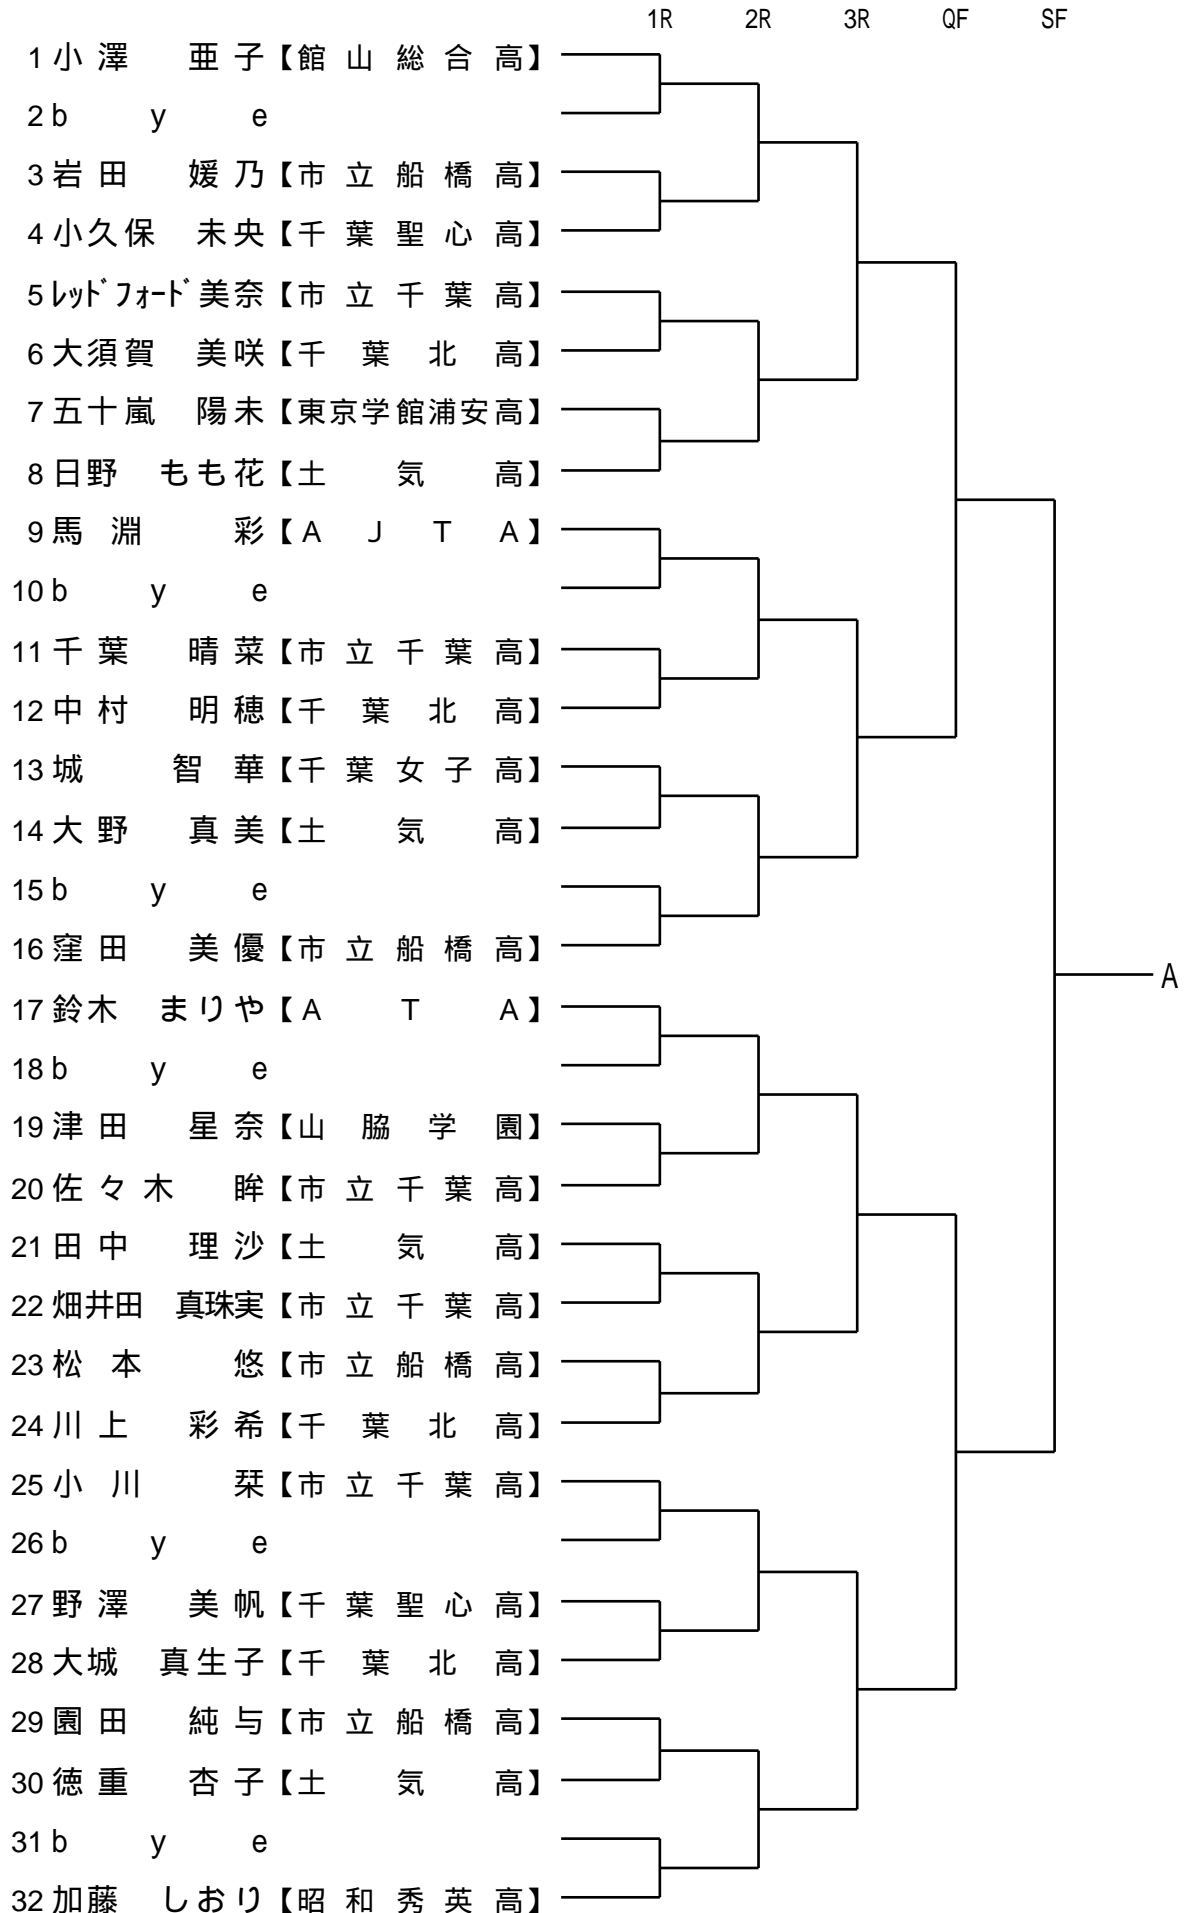 1R 2R 3R QF SF
1 小澤 亜子【館山総合高】
2 bye
3 岩田 媛乃【市立船橋高】
4 小久保 未央【千葉聖心高】
5 ﾚｯﾄﾞﾌｫｰﾄﾞ美奈【市立千葉高】
6 大須賀 美咲【千葉北高】
7 五十嵐 陽未【東京学館浦安高】
8 日野 もも花【土気高】
9 馬淵 彩【AJTA】
10 bye
11 千葉 晴菜【市立千葉高】
12 中村 明穂【千葉北高】
13 城 智華【千葉女子高】
14 大野 真美【土気高】
15 bye
16 窪田 美優【市立船橋高】
A
17 鈴木 まりや【ATA】
18 bye
19 津田 星奈【山脇学園】
20 佐々木 眸【市立千葉高】
21 田中 理沙【土気高】
22 畑井田 真珠実【市立千葉高】
23 松本 悠【市立船橋高】
24 川上 彩希【千葉北高】
25 小川 栞【市立千葉高】
26 bye
27 野澤 美帆【千葉聖心高】
28 大城 真生子【千葉北高】
29 園田 純与【市立船橋高】
30 徳重 杏子【土気高】
31 bye
32 加藤 しおり【昭和秀英高】